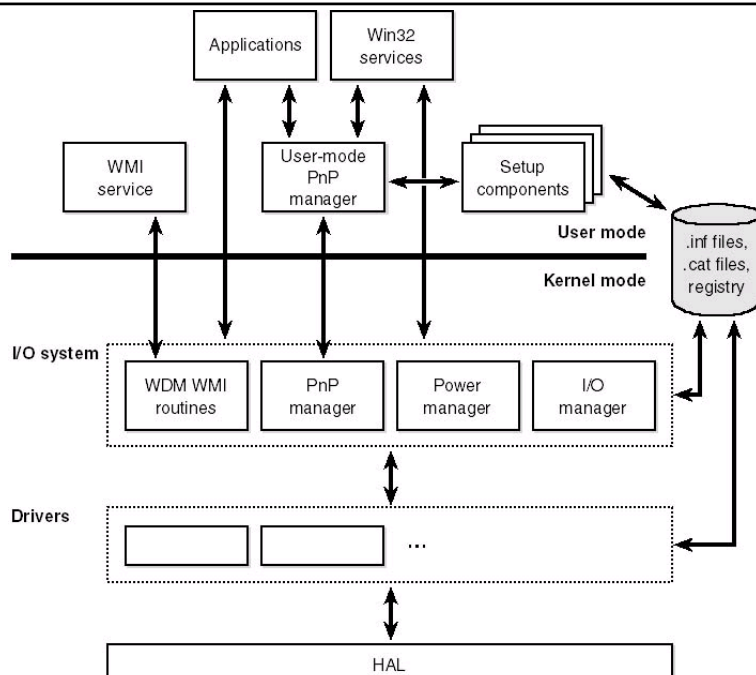 Applications
Win32
services
WMI
service
User-mode
PnP
manager
Setup
components
User mode
.inf files,
.cat files,
registry
Kernel mode
I/O system
WDM WMI
routines
PnP
manager
Power
manager
I/O
manager
Drivers
...
HAL